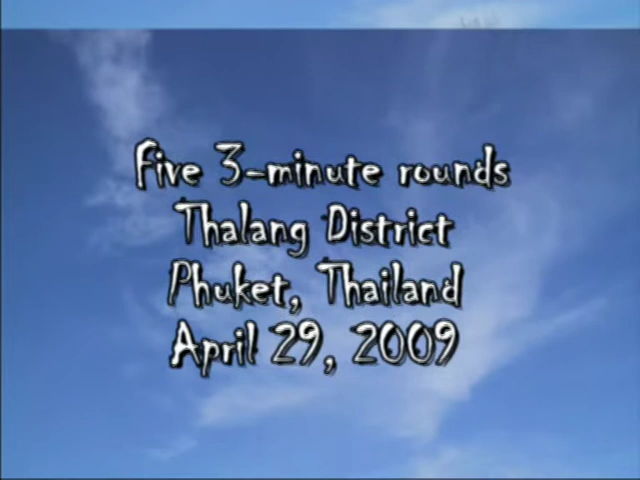 Five 3-minute rounds
Thalang District
Phuket, Thailand
April 29, 2009